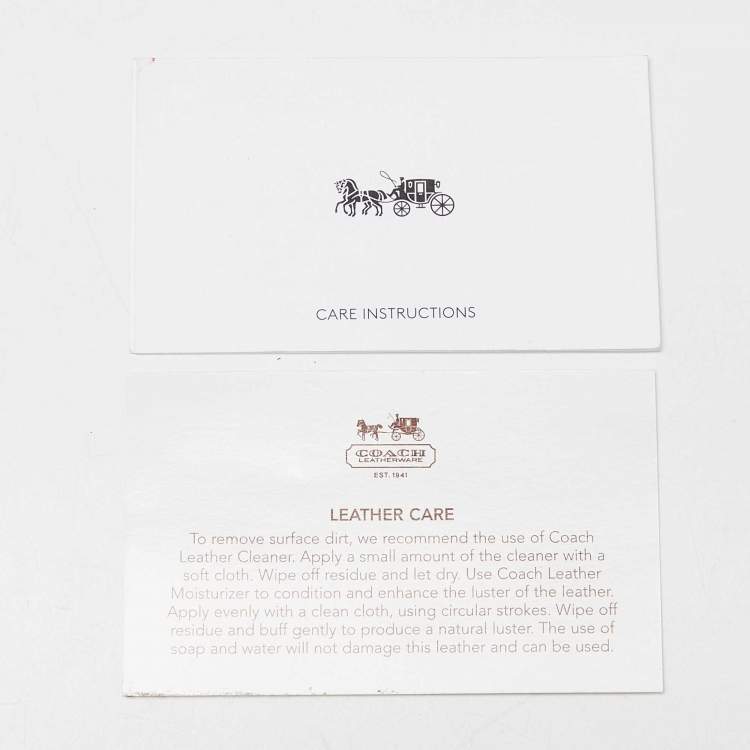 CARE INSTRUCTIONS
COACH
LEATHERWARE
EST. 1941
LEATHER CARE
To remove surface dirt, we recommend the use of Coach
Leather Cleaner. Apply a small amount of the cleaner with a
soft cloth. Wipe off residue and let dry. Use Coach Leather
Moisturizer to condition and enhance the luster of the leather.
Apply evenly with a clean cloth, using circular strokes. Wipe off
residue and buff gently to produce a natural luster. The use of
soap and water will not damage this leather and can be used.